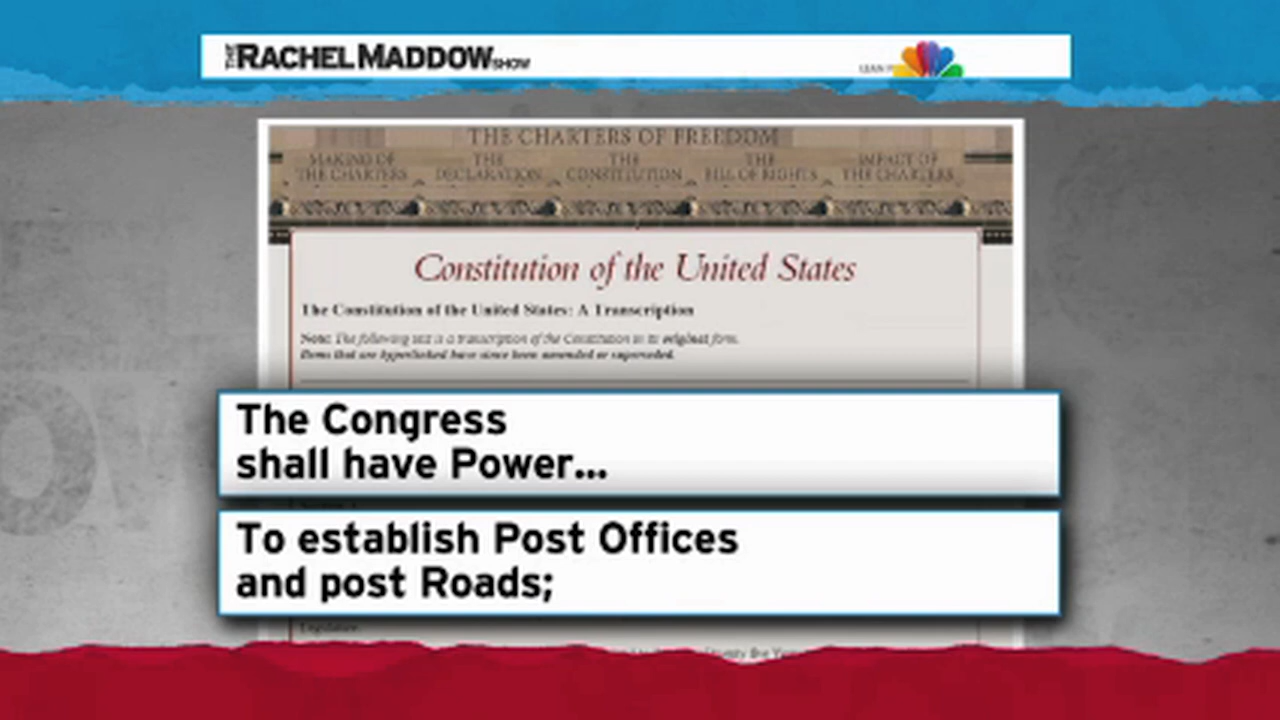 THE RACHEL MADDOW SHOW
THE CHARTERS OF FREEDOM
MAKING OF THE CHARTERS
THE DECLARATION
THE CONSTITUTION
THE BILL OF RIGHTS
IMPACT OF THE CHARTERS
Constitution of the United States
The Constitution of the United States: A Transcription
Note: The following text is a transcription of the Constitution in its original form.
Items that are hyperlinked have since been amended or superseded.
The Congress
shall have Power...
To establish Post Offices
and post Roads;